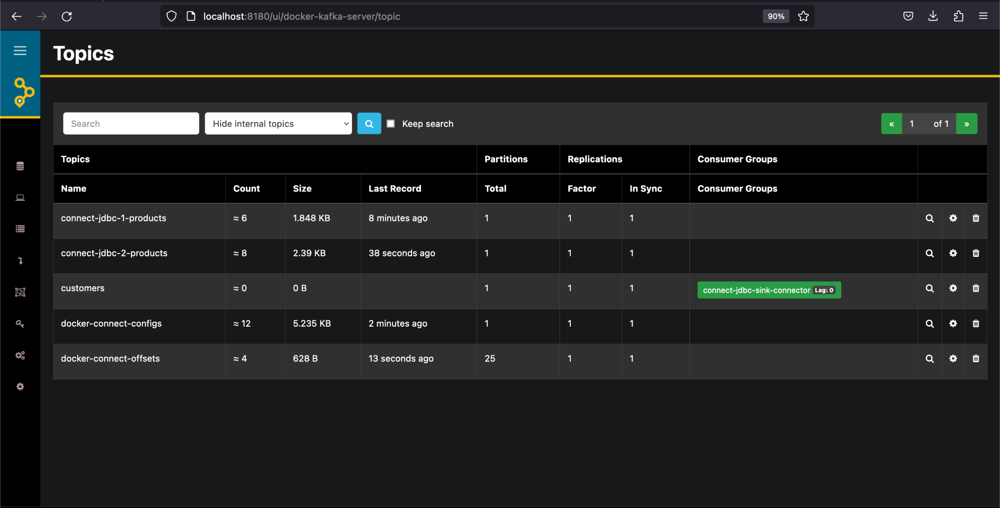 localhost:8180/ui/docker-kafka-server/topic 90%
Topics
Search Hide internal topics Keep search « 1 of 1 »
Topics Partitions Replications Consumer Groups
Name Count Size Last Record Total Factor In Sync Consumer Groups
connect-jdbc-1-products ≈ 6 1.848 KB 8 minutes ago 1 1 1
connect-jdbc-2-products ≈ 8 2.39 KB 38 seconds ago 1 1 1
customers ≈ 0 0 B 1 1 1 connect-jdbc-sink-connector Lag: 0
docker-connect-configs ≈ 12 5.235 KB 2 minutes ago 1 1 1
docker-connect-offsets ≈ 4 628 B 13 seconds ago 25 1 1